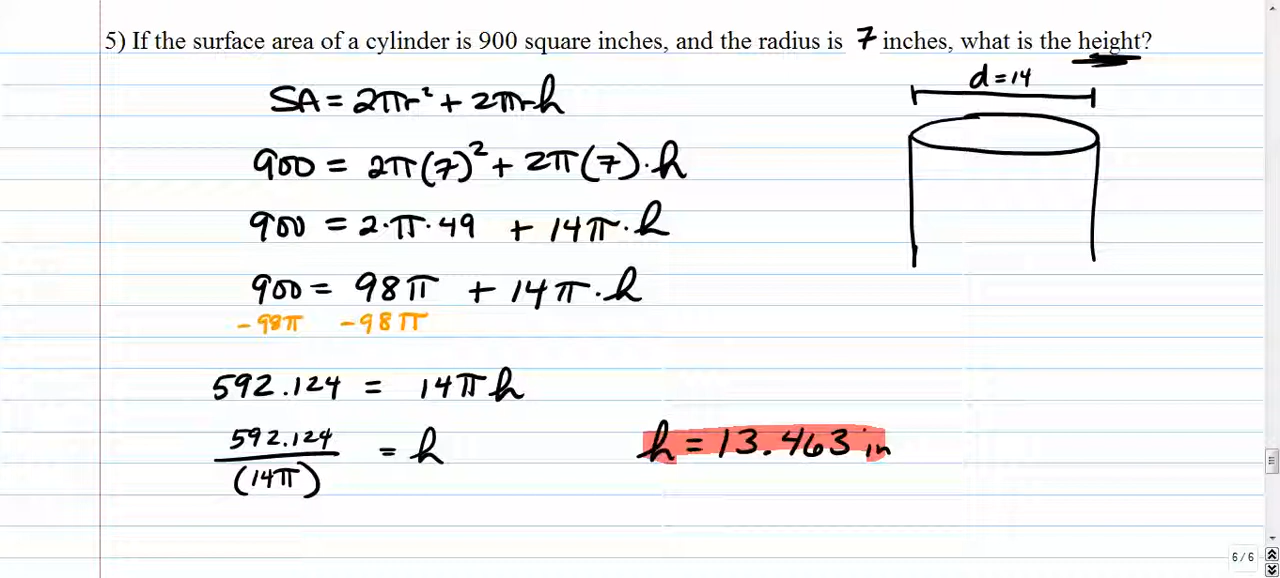 5) If the surface area of a cylinder is 900 square inches, and the radius is 7 inches, what is the height?
d = 14
SA = 2πr² + 2πrh
900 = 2π(7)² + 2π(7)·h
900 = 2·π·49 + 14π·h
900 = 98π + 14π·h
-98π -98π
592.124 = 14πh
592.124 / (14π) = h
h = 13.463 in
6/6